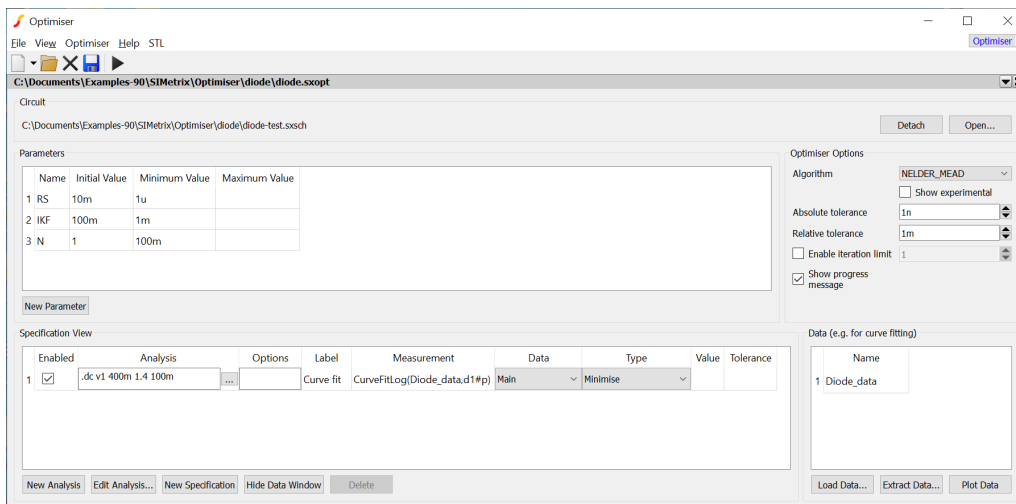 Optimiser
File View Optimiser Help STL
Optimiser
C:\Documents\Examples-90\SIMetrix\Optimiser\diode\diode.sxopt
Circuit
C:\Documents\Examples-90\SIMetrix\Optimiser\diode\diode-test.sxsch
Detach Open...
Parameters
Name Initial Value Minimum Value Maximum Value
1 RS 10m 1u
2 IKF 100m 1m
3 N 1 100m
New Parameter
Optimiser Options
Algorithm NELDER_MEAD
Show experimental
Absolute tolerance 1n
Relative tolerance 1m
Enable iteration limit 1
Show progress
message
Specification View
Enabled Analysis Options Label Measurement Data Type Value Tolerance
1 .dc v1 400m 1.4 100m ... Curve fit CurveFitLog(Diode_data,d1#p) Main Minimise
New Analysis Edit Analysis... New Specification Hide Data Window Delete
Data (e.g. for curve fitting)
Name
1 Diode_data
Load Data... Extract Data... Plot Data